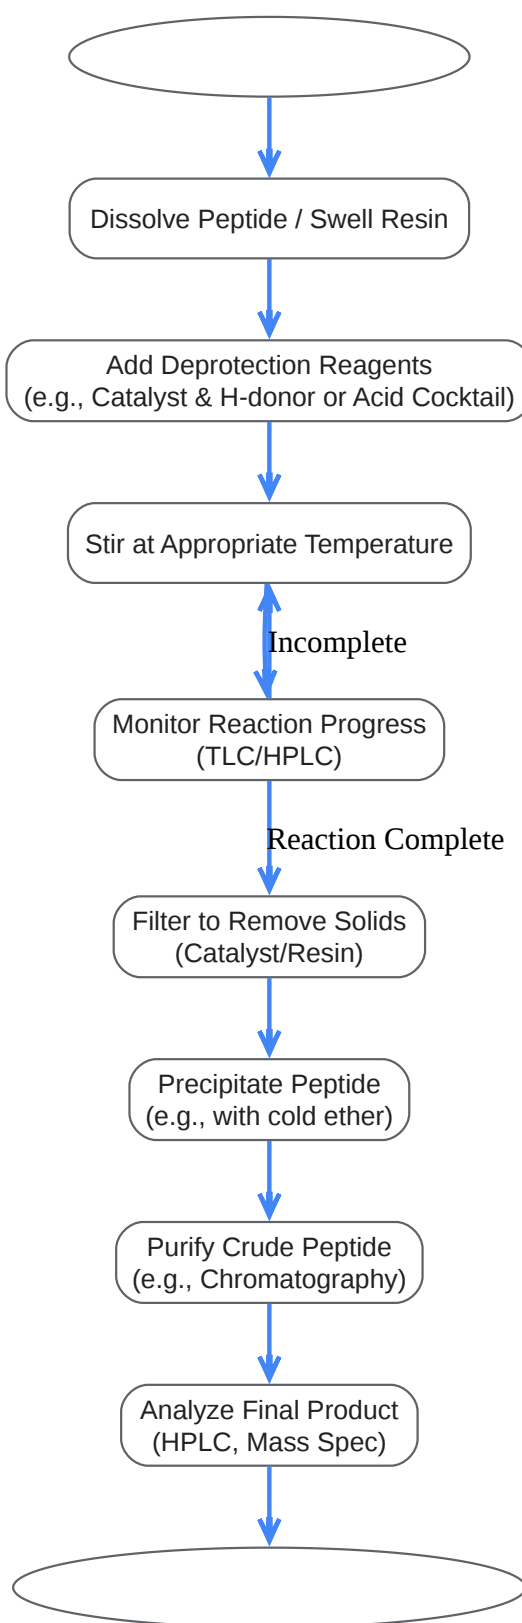 Dissolve Peptide / Swell Resin
Add Deprotection Reagents
(e.g., Catalyst & H-donor or Acid Cocktail)
Stir at Appropriate Temperature
Incomplete
Monitor Reaction Progress
(TLC/HPLC)
Reaction Complete
Filter to Remove Solids
(Catalyst/Resin)
Precipitate Peptide
(e.g., with cold ether)
Purify Crude Peptide
(e.g., Chromatography)
Analyze Final Product
(HPLC, Mass Spec)